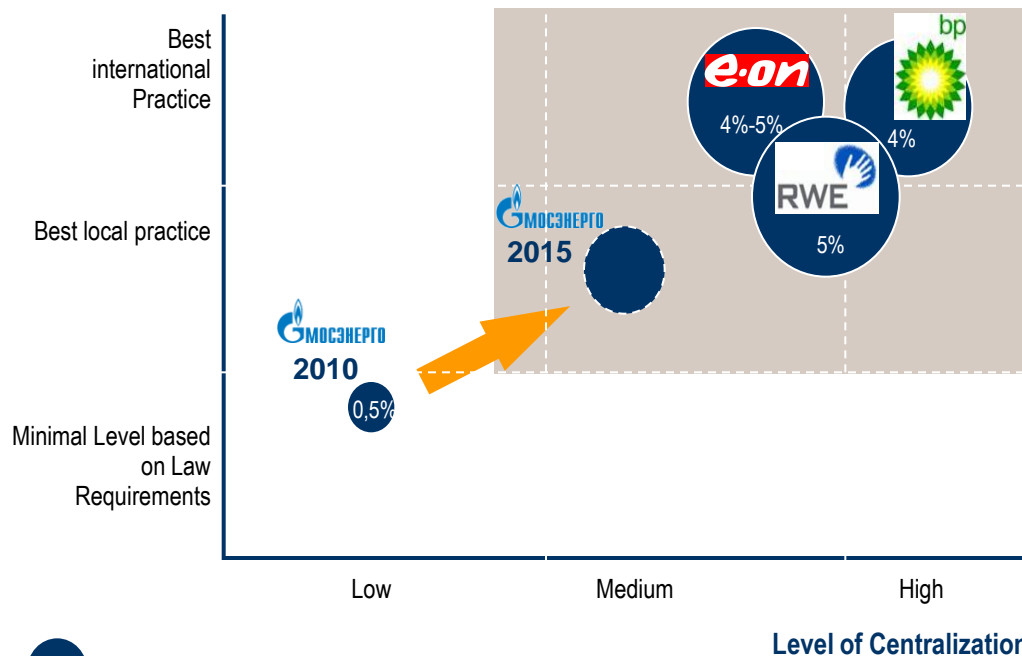 bp
Best
international
Practice
e·on
4%-5%
4%
RWE
5%
Best local practice
МОСЭНЕРГО
2015
МОСЭНЕРГО
2010
0,5%
Minimal Level based
on Law
Requirements
Low
Medium
High
Level of Centralization